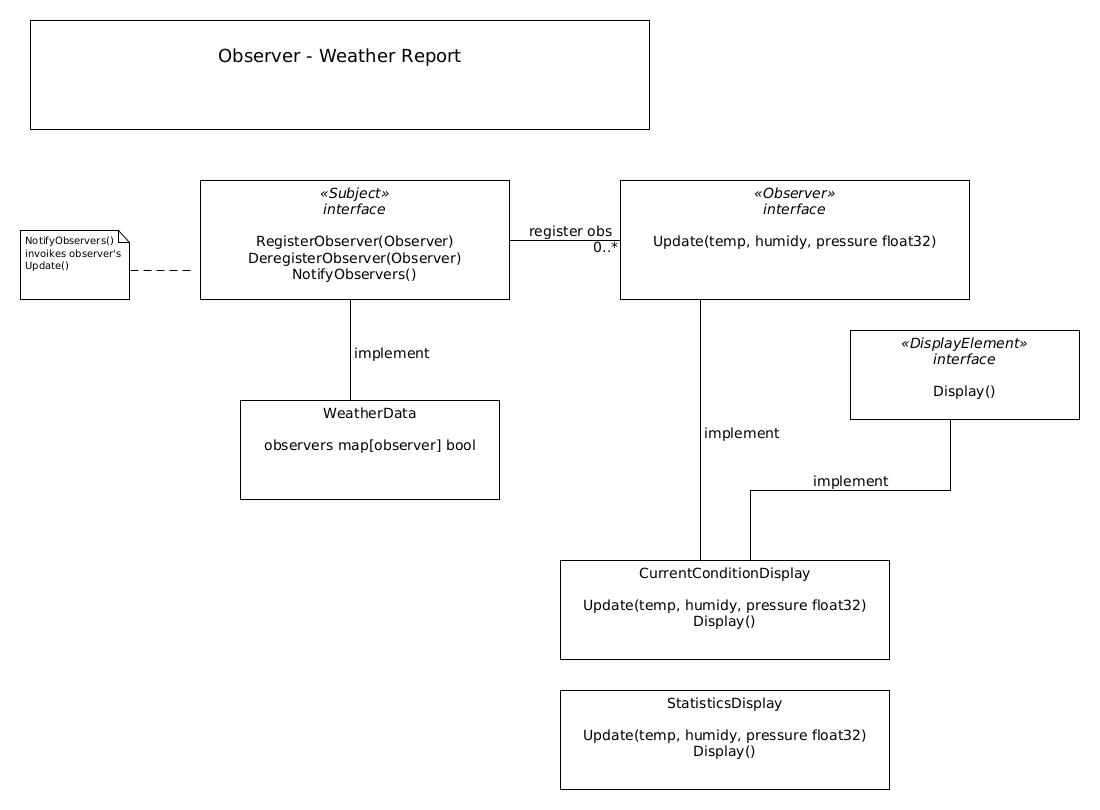 Observer - Weather Report
«Subject»
interface
RegisterObserver(Observer)
DeregisterObserver(Observer)
NotifyObservers()
register obs
0..*
«Observer»
interface
Update(temp, humidy, pressure float32)
NotifyObservers()
invoikes observer's
Update()
implement
«DisplayElement»
interface
Display()
WeatherData
observers map[observer] bool
implement
implement
CurrentConditionDisplay
Update(temp, humidy, pressure float32)
Display()
StatisticsDisplay
Update(temp, humidy, pressure float32)
Display()